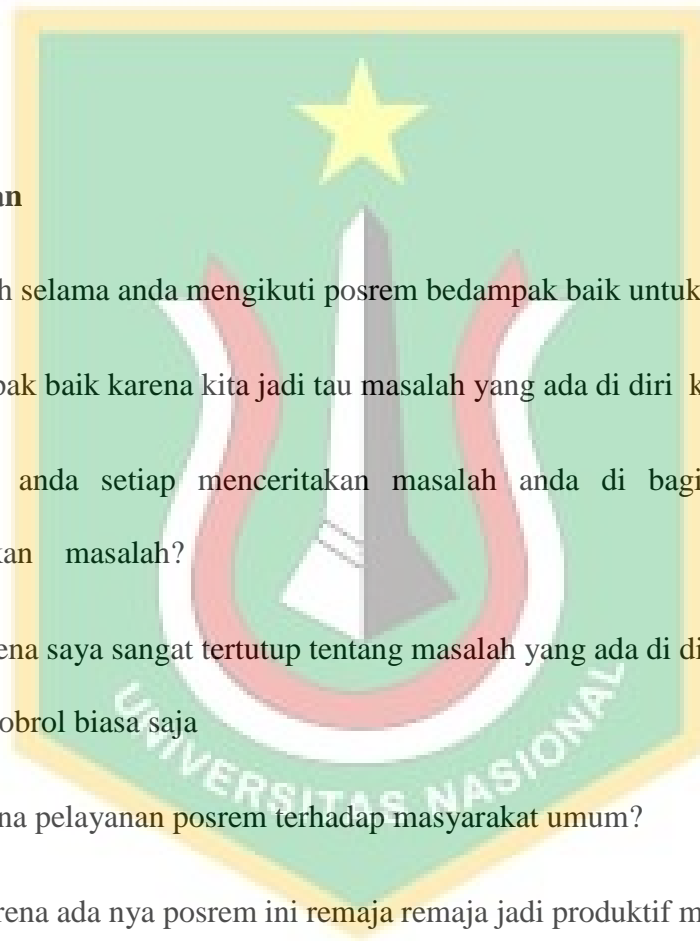 an
h selama anda mengikuti posrem bedampak baik untuk
pak baik karena kita jadi tau masalah yang ada di diri k
anda setiap menceritakan masalah anda di bagi
kan masalah?
ena saya sangat tertutup tentang masalah yang ada di di
obrol biasa saja
na pelayanan posrem terhadap masyarakat umum?
rena ada nya posrem ini remaja remaja jadi produktif m
UNIVERSITAS NASIONAL